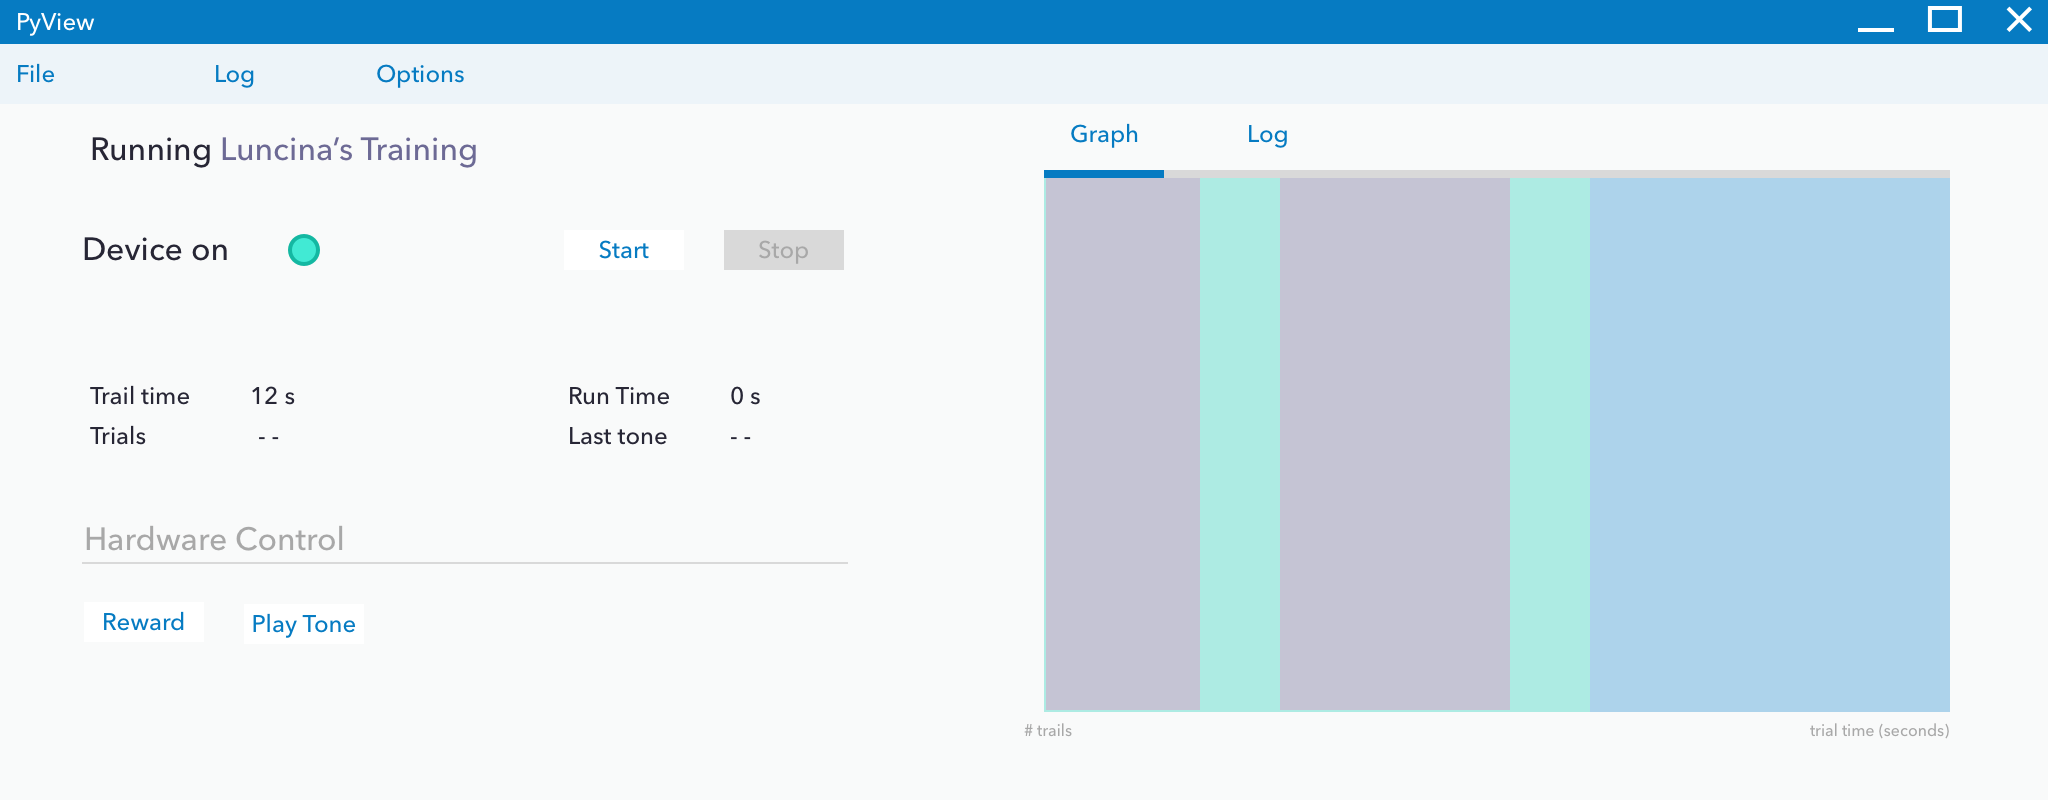 PyView
File Log Options
Running Luncina’s Training
Device on
Start
Stop
Trail time 12 s
Trials - -
Run Time 0 s
Last tone - -
Hardware Control
Reward
Play Tone
Graph Log
# trails
trial time (seconds)